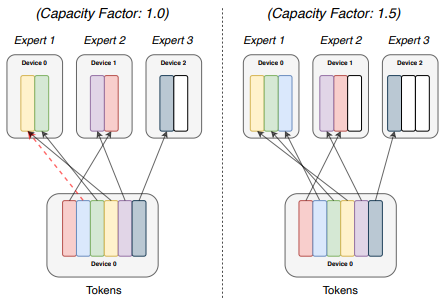 (Capacity Factor: 1.0)
Expert 1 Expert 2 Expert 3
Device 0 Device 1 Device 2
Device 0
Tokens
(Capacity Factor: 1.5)
Expert 1 Expert 2 Expert 3
Device 0 Device 1 Device 2
Device 0
Tokens